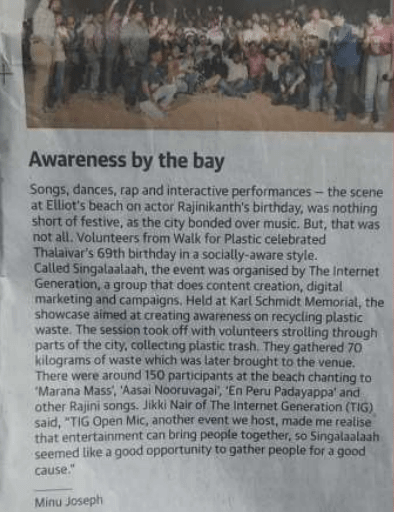 Awareness by the bay
Songs, dances, rap and interactive performances — the scene
at Elliot's beach on actor Rajinikanth's birthday, was nothing
short of festive, as the city bonded over music. But, that was
not all. Volunteers from Walk for Plastic celebrated
Thalaivar's 69th birthday in a socially-aware style.
Called Singalaalaah, the event was organised by The Internet
Generation, a group that does content creation, digital
marketing and campaigns. Held at Karl Schmidt Memorial, the
showcase aimed at creating awareness on recycling plastic
waste. The session took off with volunteers strolling through
parts of the city, collecting plastic trash. They gathered 70
kilograms of waste which was later brought to the venue.
There were around 150 participants at the beach chanting to
'Marana Mass', 'Aasai Nooruvagai', 'En Peru Padayappa' and
other Rajini songs. Jikki Nair of The Internet Generation (TIG)
said, "TIG Open Mic, another event we host, made me realise
that entertainment can bring people together, so Singalaalaah
seemed like a good opportunity to gather people for a good
cause."
Minu Joseph